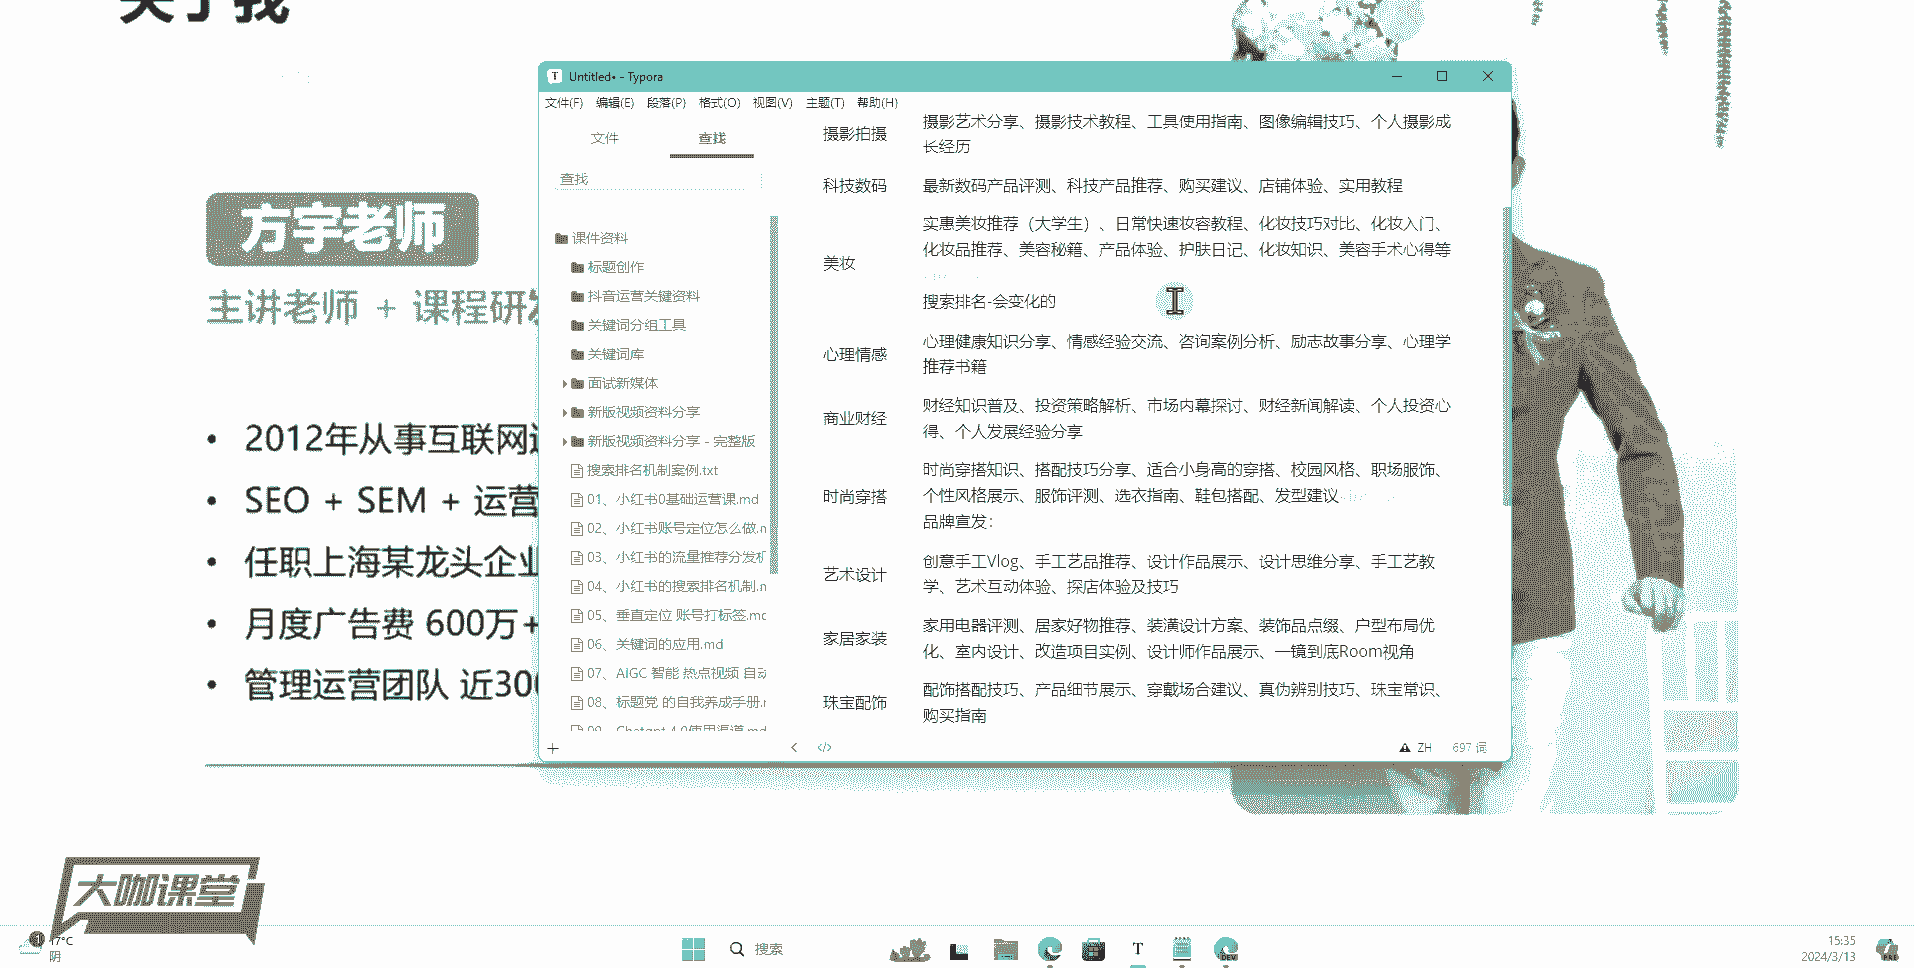 关于我
方宇老师
主讲老师 + 课程研发
2012年从事互联网
SEO + SEM + 运营
任职上海某龙头企业
月度广告费 600万+
管理运营团队 近300
大咖课堂
Untitled• - Typora
文件(F) 编辑(E) 段落(P) 格式(O) 视图(V) 主题(T) 帮助(H)
文件 查找
查找
课件资料
标题创作
抖音运营关键资料
关键词分组工具
关键词库
面试新媒体
新版视频资料分享
新版视频资料分享 - 完整版
搜索排名机制案例.txt
01、小红书0基础运营课.md
02、小红书账号定位怎么做.m
03、小红书的流量推荐分发机
04、小红书的搜索排名机制.m
05、垂直定位 账号打标签.md
06、关键词的应用.md
07、AIGC 智能 热点视频 自动
08、标题党 的自我养成手册.m
09、Chatgpt 4.0使用渠道.md
摄影拍摄
摄影艺术分享、摄影技术教程、工具使用指南、图像编辑技巧、个人摄影成
长经历
科技数码
最新数码产品评测、科技产品推荐、购买建议、店铺体验、实用教程
美妆
实惠美妆推荐（大学生）、日常快速妆容教程、化妆技巧对比、化妆入门、
化妆品推荐、美容秘籍、产品体验、护肤日记、化妆知识、美容手术心得等
搜索排名-会变化的
心理情感
心理健康知识分享、情感经验交流、咨询案例分析、励志故事分享、心理学
推荐书籍
商业财经
财经知识普及、投资策略解析、市场内幕探讨、财经新闻解读、个人投资心
得、个人发展经验分享
时尚穿搭
时尚穿搭知识、搭配技巧分享、适合小身高的穿搭、校园风格、职场服饰、
个性风格展示、服饰评测、选衣指南、鞋包搭配、发型建议
品牌宣发：
艺术设计
创意手工Vlog、手工艺品推荐、设计作品展示、设计思维分享、手工艺教
学、艺术互动体验、探店体验及技巧
家居家装
家用电器评测、居家好物推荐、装潢设计方案、装饰品点缀、户型布局优
化、室内设计、改造项目实例、设计师作品展示、一镜到底Room视角
珠宝配饰
配饰搭配技巧、产品细节展示、穿戴场合建议、真伪辨别技巧、珠宝常识、
购买指南
ZH 697 词
1
17°C
阴
搜索
T
DEV
15:35
2024/3/13
PRE